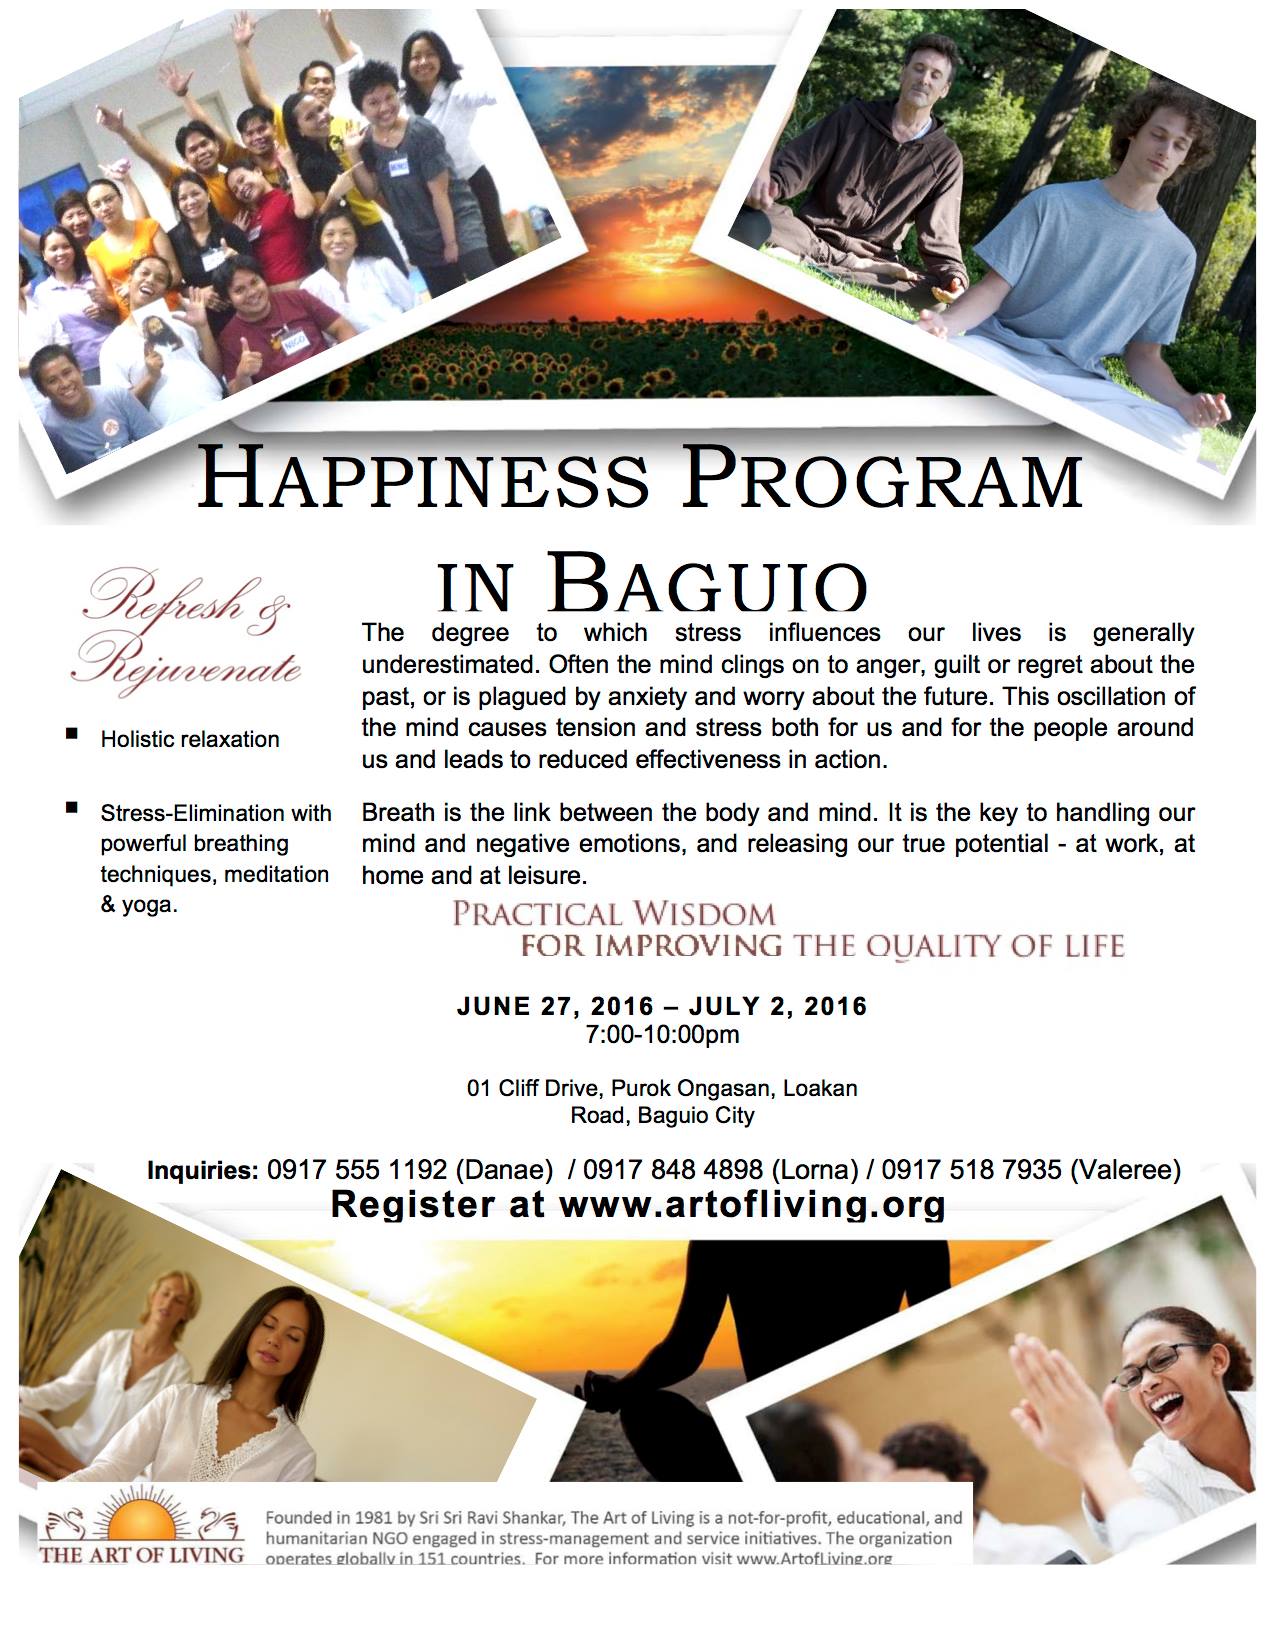 HAPPINESS PROGRAM
IN BAGUIO
Refresh &
Rejuvenate
▪ Holistic relaxation
▪ Stress-Elimination with
powerful breathing
techniques, meditation
& yoga.
The degree to which stress influences our lives is generally
underestimated. Often the mind clings on to anger, guilt or regret about the
past, or is plagued by anxiety and worry about the future. This oscillation of
the mind causes tension and stress both for us and for the people around
us and leads to reduced effectiveness in action.
Breath is the link between the body and mind. It is the key to handling our
mind and negative emotions, and releasing our true potential - at work, at
home and at leisure.
PRACTICAL WISDOM
FOR IMPROVING THE QUALITY OF LIFE
JUNE 27, 2016 – JULY 2, 2016
7:00-10:00pm
01 Cliff Drive, Purok Ongasan, Loakan
Road, Baguio City
Inquiries: 0917 555 1192 (Danae) / 0917 848 4898 (Lorna) / 0917 518 7935 (Valeree)
Register at www.artofliving.org
THE ART OF LIVING
Founded in 1981 by Sri Sri Ravi Shankar, The Art of Living is a not-for-profit, educational, and
humanitarian NGO engaged in stress-management and service initiatives. The organization
operates globally in 151 countries. For more information visit www.ArtofLiving.org